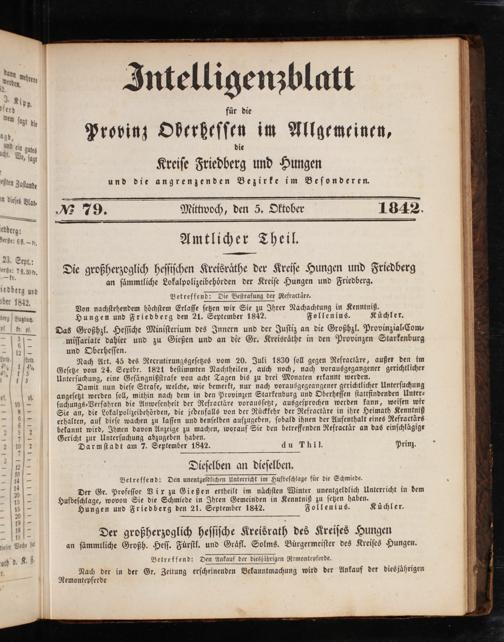 Intelligenzblatt
für die
Provinz Oberhessen im Allgemeinen,
die
Kreise Friedberg und Hungen
und die angrenzenden Bezirke im Besonderen.
№ 79. Mittwoch, den 5. Oktober 1842.
Amtlicher Theil.
Die großherzoglich hessischen Kreisräthe der Kreise Hungen und Friedberg
an sämmtliche Lokalpolizeibehörden der Kreise Hungen und Friedberg.
Betreffend: Die Bestrafung der Refractäre.
Von nachstehendem höchstem Erlasse setzen wir Sie zu Ihrer Nachachtung in Kenntniß.
Hungen und Friedberg den 21. September 1842. Follenius. Küchler.
Das Großhzl. Hessiche Ministerium des Innern und der Justiz an die Großhzl. Provinzial-Com-
missariate dahier und zu Gießen und an die Gr. Kreisräthe in den Provinzen Starkenburg
und Oberhessen.
Nach Art. 45 des Recrutirungsgesetzes vom 20. Juli 1830 soll gegen Refractäre, außer den im
Gesetze vom 24. Septbr. 1821 bestimmten Nachtheilen, auch noch, nach vorausgegangener gerichtlicher
Untersuchung, eine Gefängnißstrafe von acht Tagen bis zu drei Monaten erkannt werden.
Damit nun diese Strafe, welche, wie bemerkt, nur nach vorausgegangener gerichtlicher Untersuchung
angesetzt werden soll, mithin nach dem in den Provinzen Starkenburg und Oberhessen stattfindenden Unter-
suchungs-Verfahren die Anwesenheit der Refractäre voraussetzt, ausgesprochen werden kann, weisen wir
Sie an, die Lokalpolizeibehörden, die jedenfalls von der Rückkehr der Refractäre in ihre Heimath Kenntniß
erhalten, auf diese wachen zu lassen und denselben aufzugeben, sobald ihnen der Aufenthalt eines Refractärs
bekannt wird, Ihnen davon Anzeige zu machen, worauf Sie den betreffenden Refractär an das einschlägige
Gericht zur Untersuchung abzugeben haben.
Darmstadt am 7. September 1842. du Thil. Prinz.
Dieselben an dieselben.
Betreffend: Den unentgeldlichen Unterricht im Hufbeschlage für die Schmiede.
Der Gr. Professor Vix zu Gießen ertheilt im nächsten Winter unentgeldlich Unterricht in dem
Hufbeschlage, wovon Sie die Schmiede in Ihren Gemeinden in Kenntniß zu setzen haben.
Hungen und Friedberg den 21. September 1842. Follenius. Küchler.
Der großherzoglich hessische Kreisrath des Kreises Hungen
an sämmtliche Großh. Hess. Fürstl. und Gräfl. Solms. Bürgermeister des Kreises Hungen.
Betreffend: Den Ankauf der diesjährigen Remontepferde.
Nach der in der Gr. Zeitung erscheinenden Bekanntmachung wird der Ankauf der diesjährigen
Remontepferde